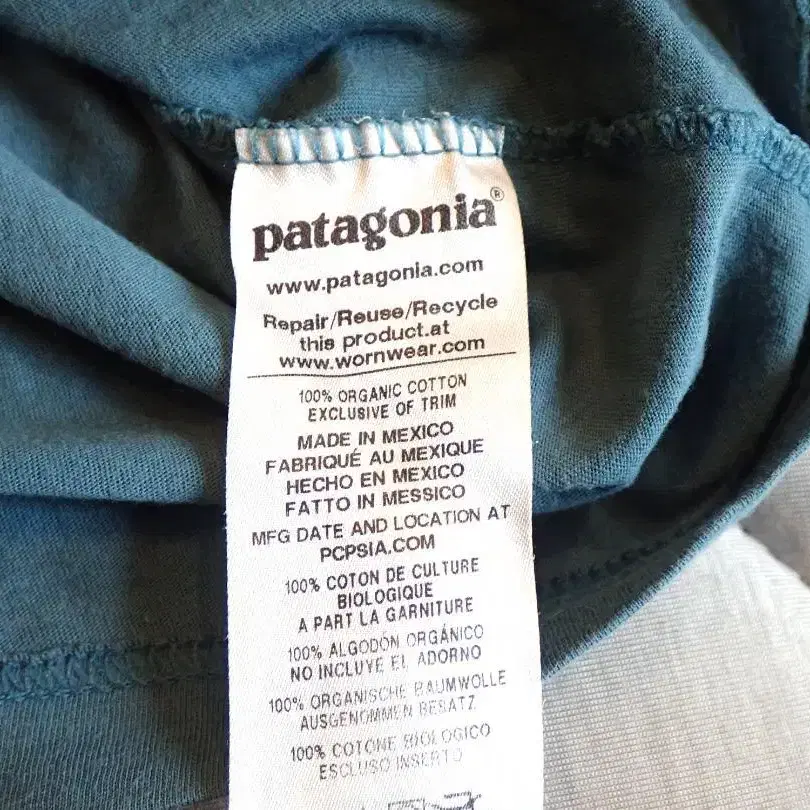 patagonia®
www.patagonia.com
Repair/Reuse/Recycle
this product.at
www.wornwear.com
100% ORGANIC COTTON
EXCLUSIVE OF TRIM
MADE IN MEXICO
FABRIQUÉ AU MEXIQUE
HECHO EN MEXICO
FATTO IN MESSICO
MFG DATE AND LOCATION AT
PCPSIA.COM
100% COTON DE CULTURE
BIOLOGIQUE
A PART LA GARNITURE
100% ALGODÓN ORGÁNICO
NO INCLUYE EL ADORNO
100% ORGANISCHE BAUMWOLLE
AUSGENOMMEN BESATZ
100% COTONE BIOLOGICO
ESCLUSO INSERTO